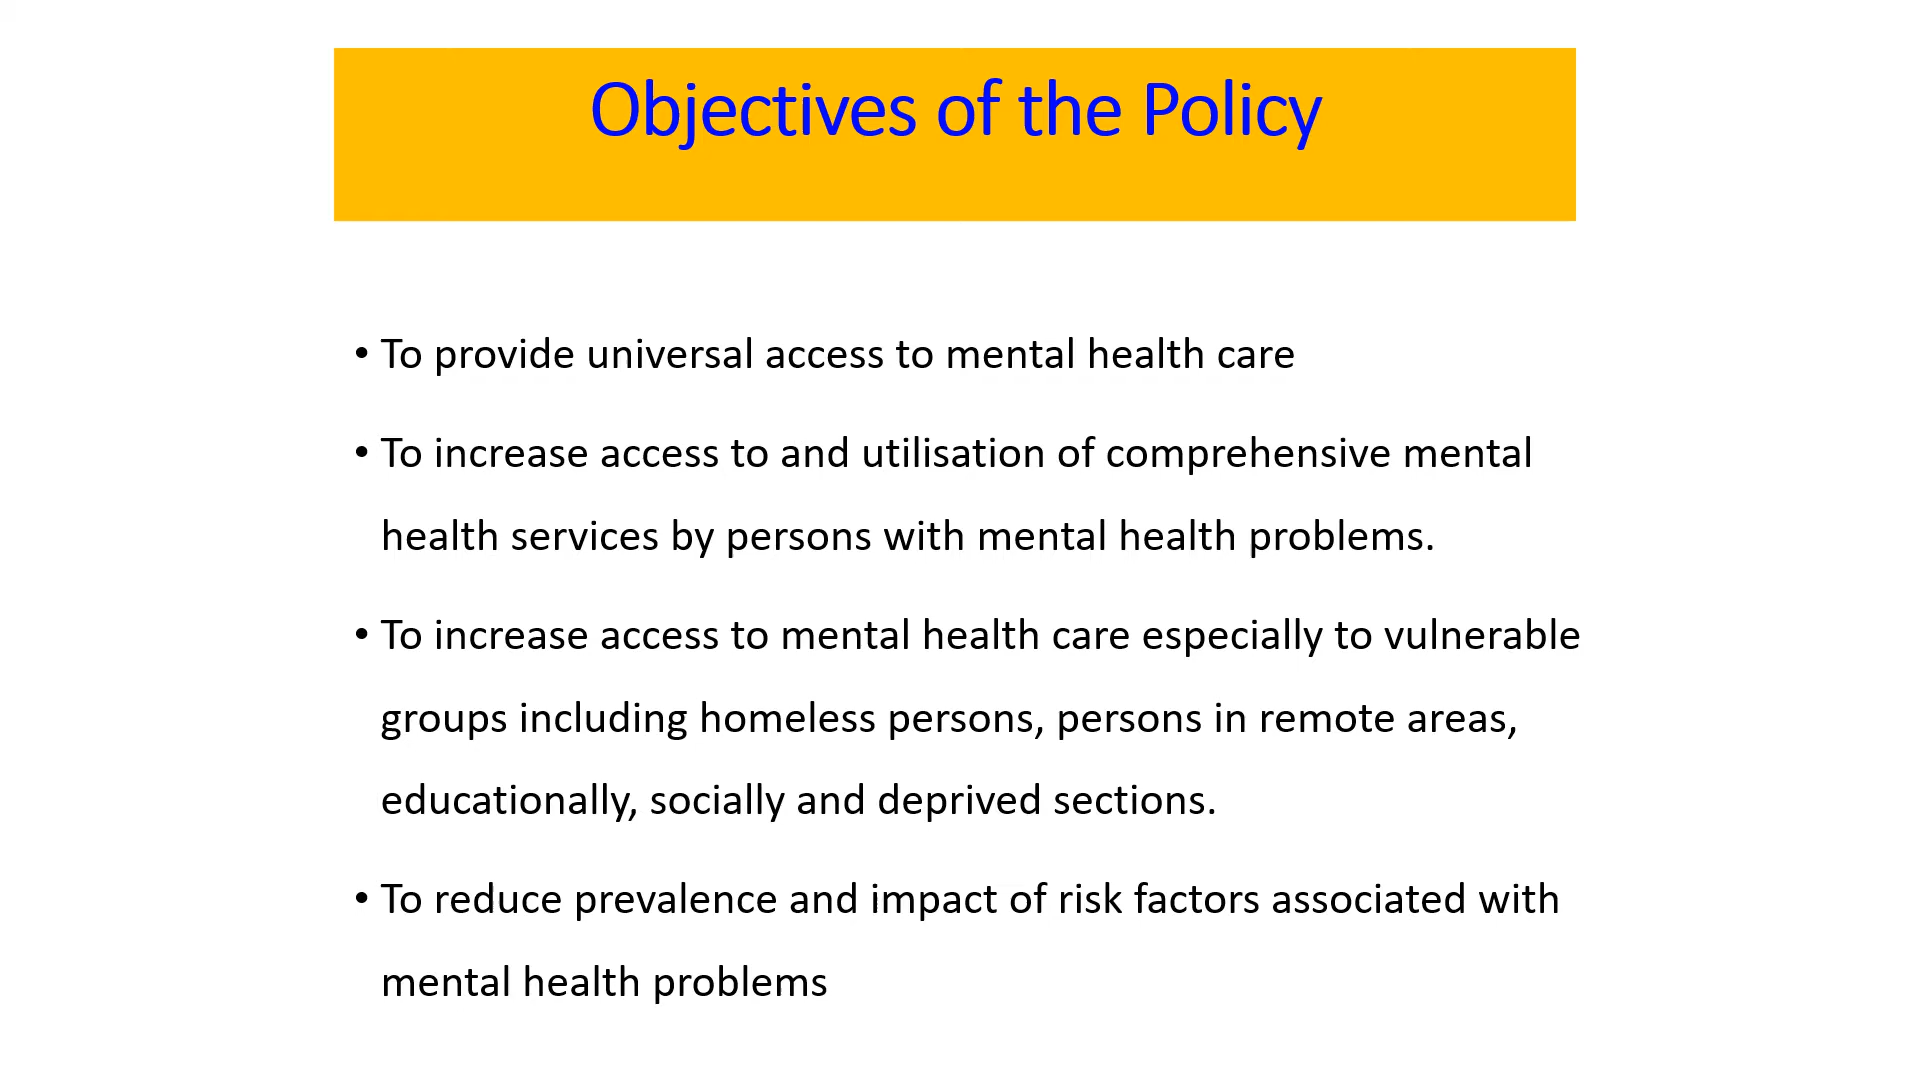 Objectives of the Policy
• To provide universal access to mental health care
• To increase access to and utilisation of comprehensive mental
health services by persons with mental health problems.
• To increase access to mental health care especially to vulnerable
groups including homeless persons, persons in remote areas,
educationally, socially and deprived sections.
• To reduce prevalence and impact of risk factors associated with
mental health problems